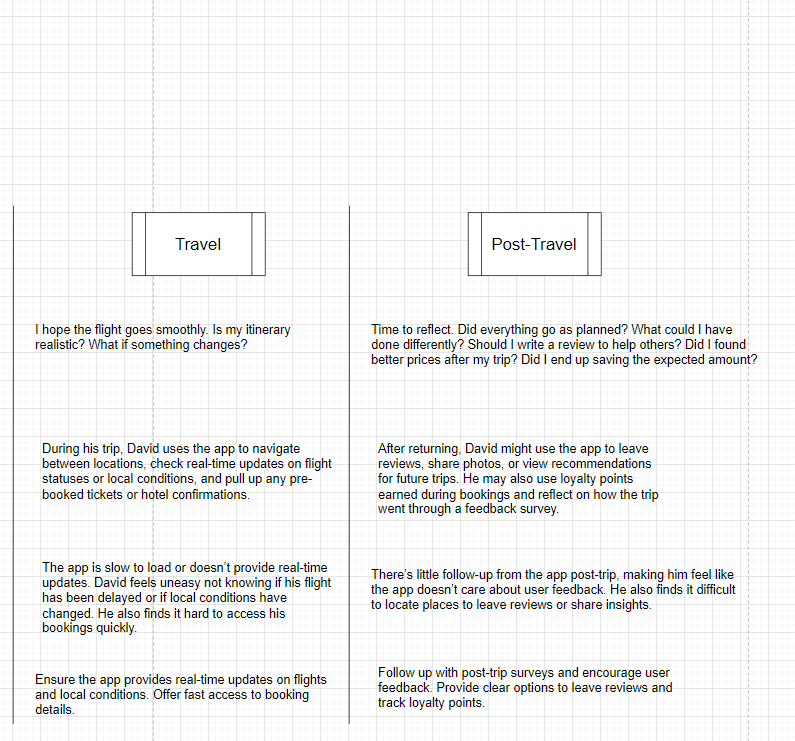 Travel
Post-Travel
I hope the flight goes smoothly. Is my itinerary
realistic? What if something changes?
Time to reflect. Did everything go as planned? What could I have
done differently? Should I write a review to help others? Did I found
better prices after my trip? Did I end up saving the expected amount?
During his trip, David uses the app to navigate
between locations, check real-time updates on flight
statuses or local conditions, and pull up any pre-
booked tickets or hotel confirmations.
After returning, David might use the app to leave
reviews, share photos, or view recommendations
for future trips. He may also use loyalty points
earned during bookings and reflect on how the trip
went through a feedback survey.
The app is slow to load or doesn't provide real-time
updates. David feels uneasy not knowing if his flight
has been delayed or if local conditions have
changed. He also finds it hard to access his
bookings quickly.
There's little follow-up from the app post-trip, making him feel like
the app doesn't care about user feedback. He also finds it difficult
to locate places to leave reviews or share insights.
Ensure the app provides real-time updates on flights
and local conditions. Offer fast access to booking
details.
Follow up with post-trip surveys and encourage user
feedback. Provide clear options to leave reviews and
track loyalty points.